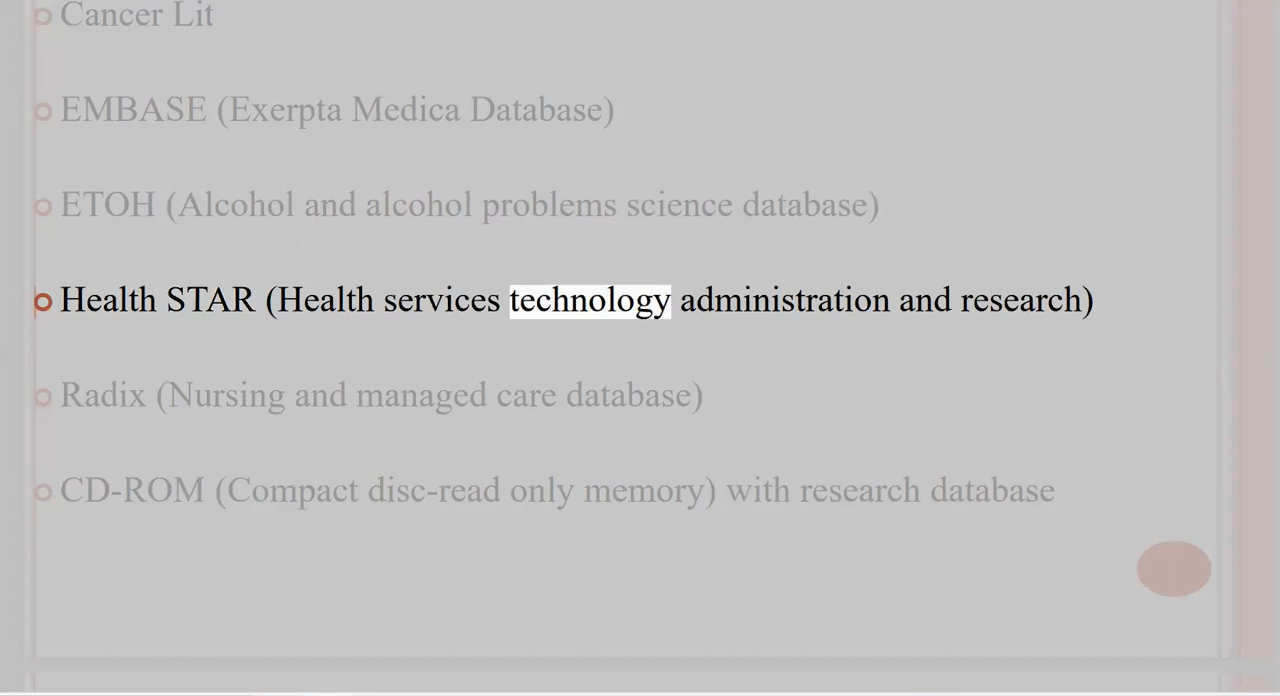 Cancer Lit
EMBASE (Exerpta Medica Database)
ETOH (Alcohol and alcohol problems science database)
Health STAR (Health services technology administration and research)
Radix (Nursing and managed care database)
CD-ROM (Compact disc-read only memory) with research database